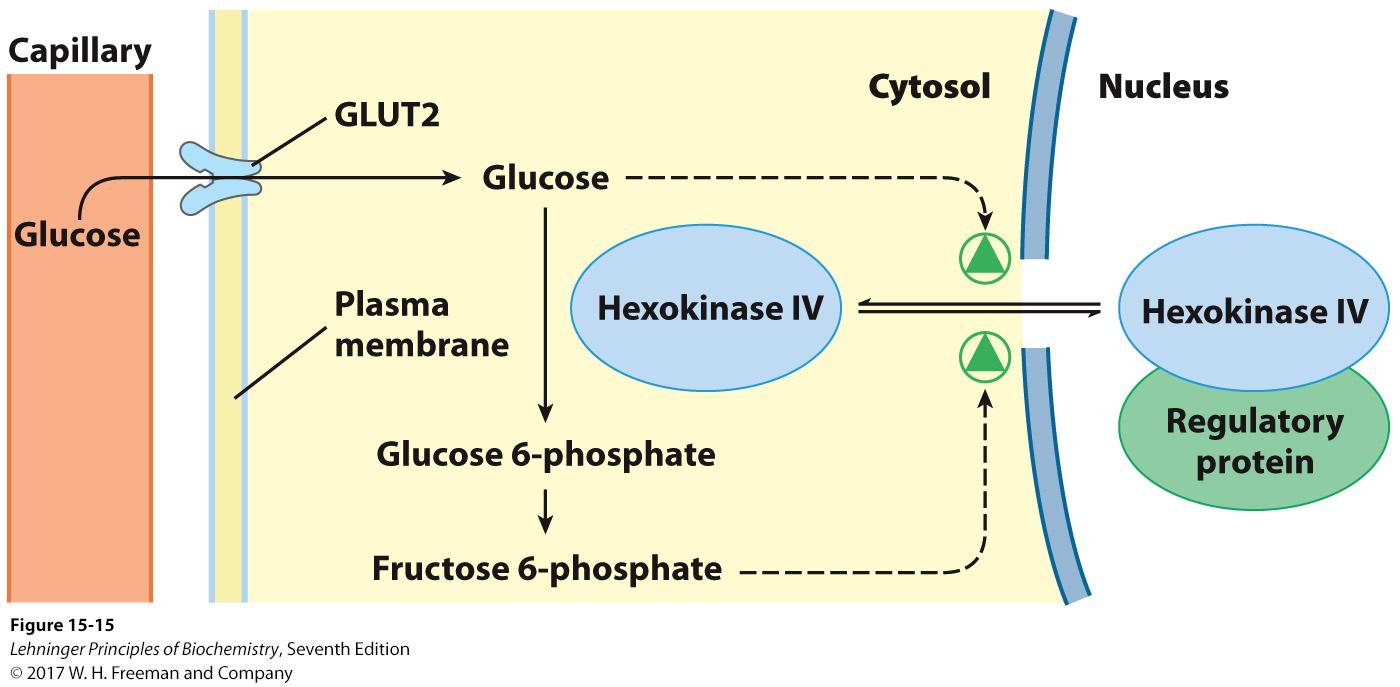 Capillary
GLUT2
Cytosol
Nucleus
Glucose
Glucose
Plasma
membrane
Hexokinase IV
Hexokinase IV
Regulatory
protein
Glucose 6-phosphate
Fructose 6-phosphate
Figure 15-15
Lehninger Principles of Biochemistry, Seventh Edition
© 2017 W. H. Freeman and Company